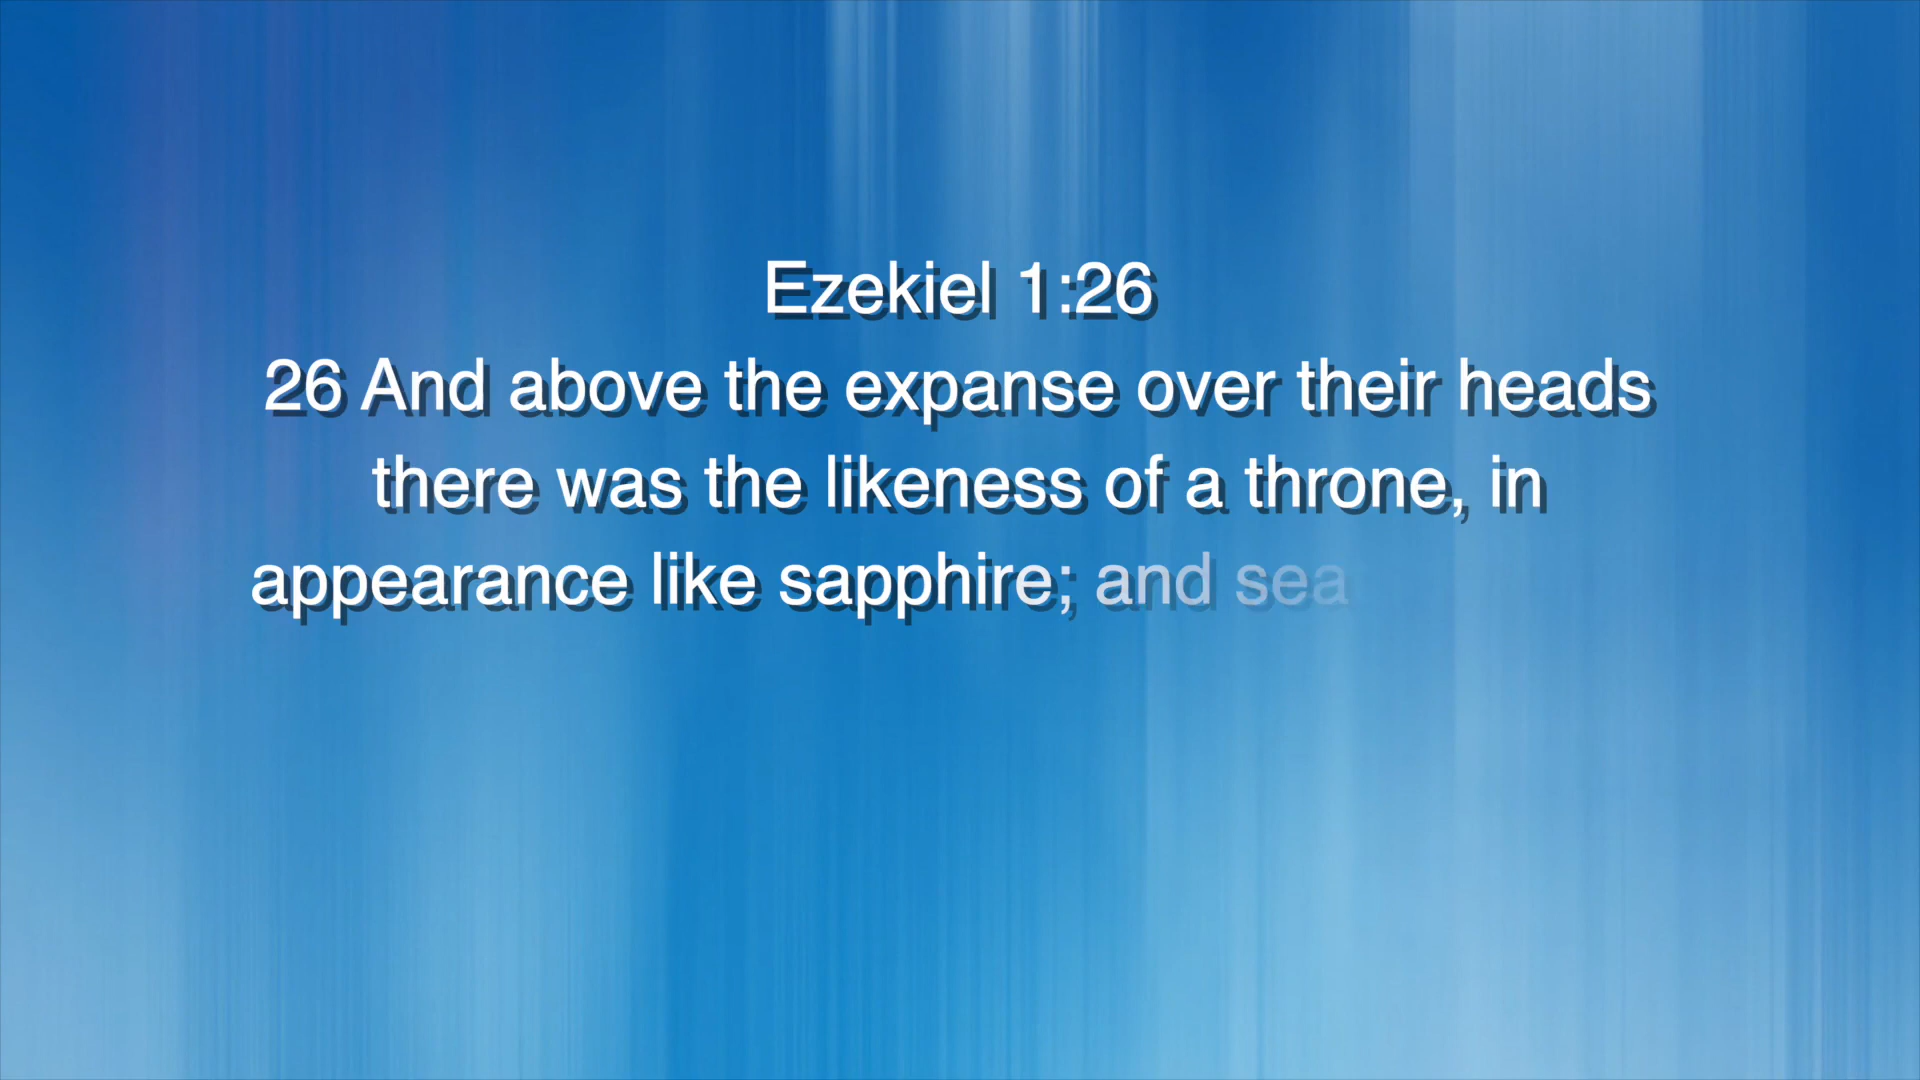 Ezekiel 1:26
26 And above the expanse over their heads
there was the likeness of a throne, in
appearance like sapphire; and sea